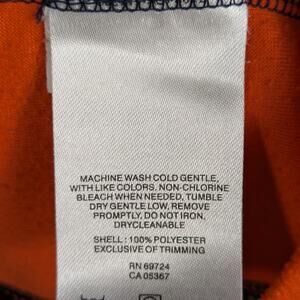 MACHINE WASH COLD GENTLE,
WITH LIKE COLORS, NON-CHLORINE
BLEACH WHEN NEEDED, TUMBLE
DRY GENTLE LOW, REMOVE
PROMPTLY, DO NOT IRON,
DRYCLEANABLE
SHELL: 100% POLYESTER
EXCLUSIVE OF TRIMMING
RN 69724
CA 05367